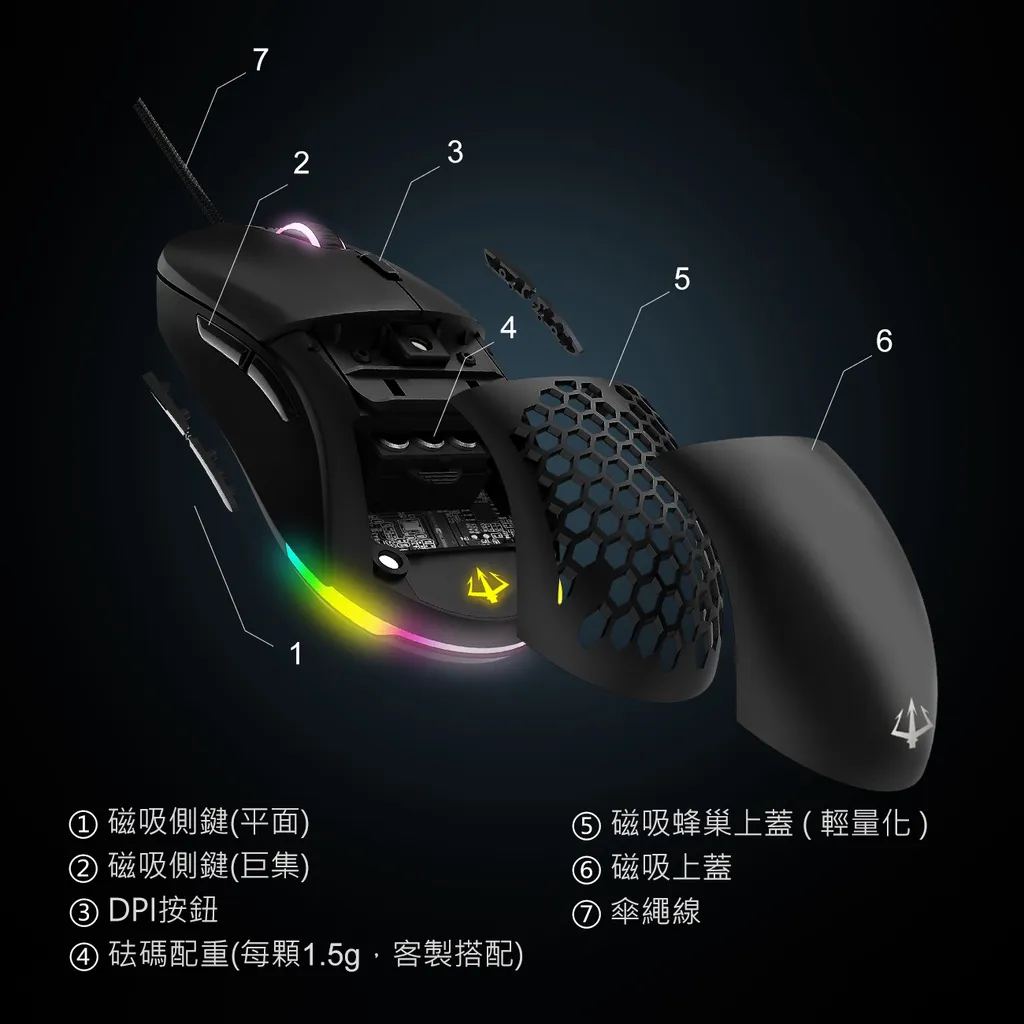 7
2
3
5
4
6
1
① 磁吸側鍵(平面)
② 磁吸側鍵(巨集)
③ DPI按鈕
④ 砝碼配重(每顆1.5g，客製搭配)
⑤ 磁吸蜂巢上蓋 ( 輕量化 )
⑥ 磁吸上蓋
⑦ 傘繩線